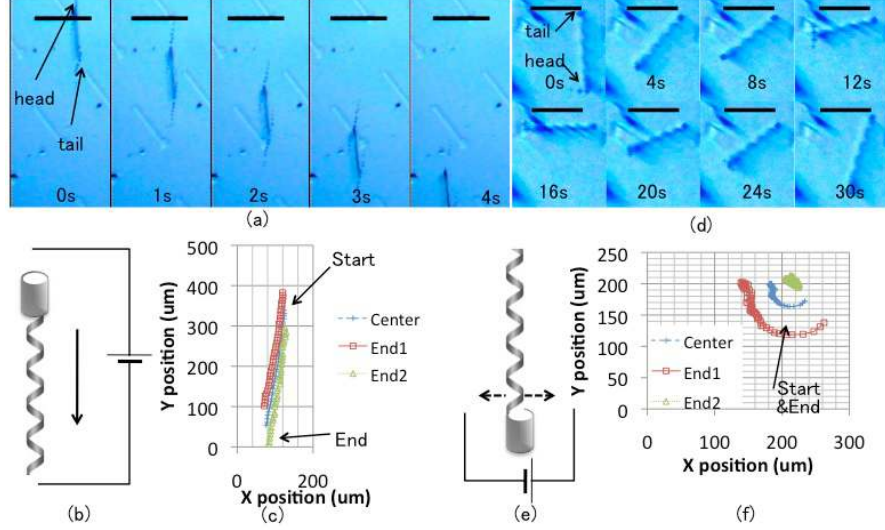 head
tail
0s
1s
2s
3s
4s
(a)
tail
head
0s
4s
8s
12s
16s
20s
24s
30s
(d)
(b)
500
400
300
200
100
0
0
200
Y position (um)
X position (um)
Start
Center
End1
End2
End
(c)
(e)
250
200
150
100
50
0
0
100
200
300
Y position (um)
X position (um)
Center
End1
End2
Start
&End
(f)